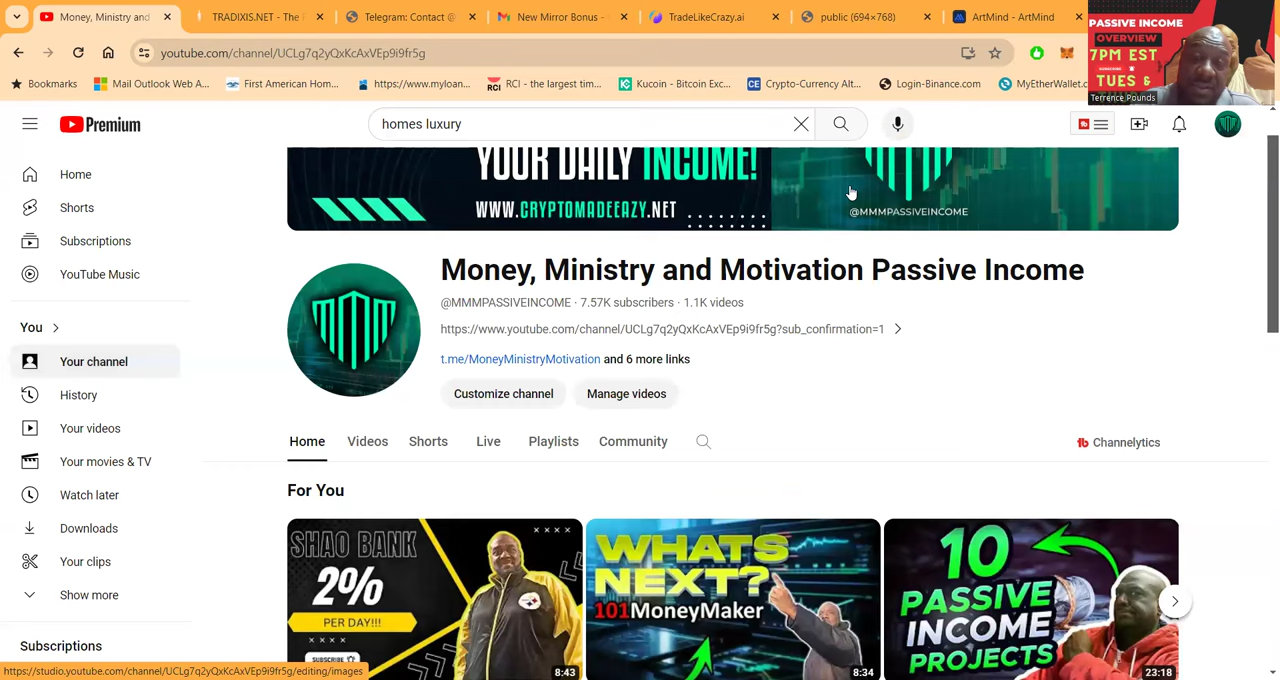 Money, Ministry and
TRADIXIS.NET - The F
Telegram: Contact @
New Mirror Bonus -
TradeLikeCrazy.ai
public (694×768)
ArtMind - ArtMind
youtube.com/channel/UCLg7q2yQxKcAxVEp9i9fr5g
Bookmarks
Mail Outlook Web A...
First American Hom...
https://www.myloan...
RCI
RCI - the largest tim...
Kucoin - Bitcoin Exc...
CE
Crypto-Currency Alt...
Login-Binance.com
MyEtherWallet.c
PASSIVE INCOME
OVERVIEW
7PM EST
TUES &
Terrence Pounds
Premium
homes luxury
YOUR DAILY INCOME!
WWW.CRYPTOMADEEAZY.NET
@MMMPASSIVEINCOME
Home
Shorts
Subscriptions
YouTube Music
You
Your channel
History
Your videos
Your movies & TV
Watch later
Downloads
Your clips
Show more
Subscriptions
Money, Ministry and Motivation Passive Income
@MMMPASSIVEINCOME · 7.57K subscribers · 1.1K videos
https://www.youtube.com/channel/UCLg7q2yQxKcAxVEp9i9fr5g?sub_confirmation=1
t.me/MoneyMinistryMotivation and 6 more links
Customize channel
Manage videos
Home
Videos
Shorts
Live
Playlists
Community
Channelytics
For You
SHAO BANK
2%
PER DAY!!!
SUBSCRIBE
8:43
WHATS
NEXT?
101MoneyMaker
8:34
10
PASSIVE
INCOME
PROJECTS
23:18
https://studio.youtube.com/channel/UCLg7q2yQxKcAxVEp9i9fr5g/editing/images